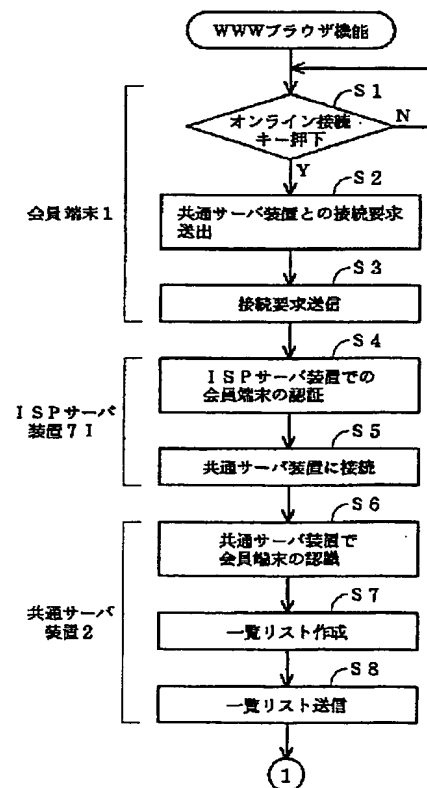 WWWブラウザ機能
S1
オンライン接続
キー押下
N
Y
会員端末1
S2
共通サーバ装置との接続要求
送出
S3
接続要求送信
S4
ISPサーバ装置での
会員端末の認証
ISPサーバ
装置7I
S5
共通サーバ装置に接続
S6
共通サーバ装置で
会員端末の認識
S7
共通サーバ
装置2
一覧リスト作成
S8
一覧リスト送信
1